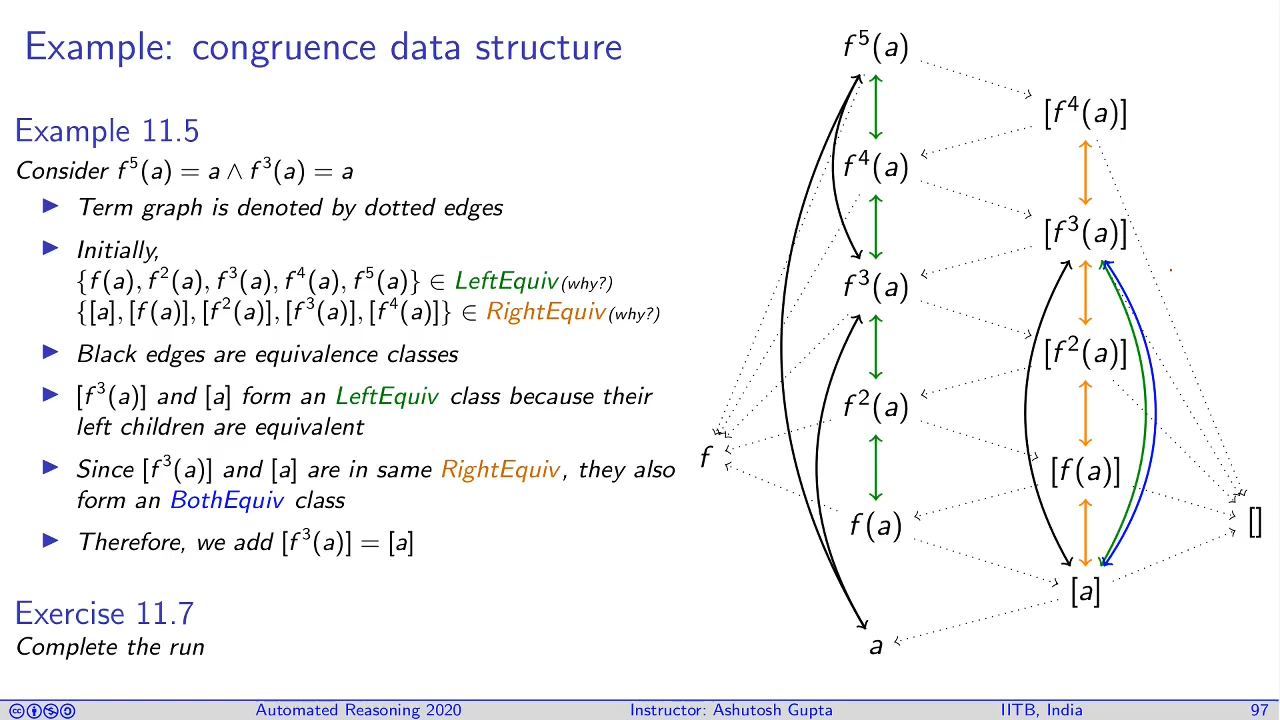 Example: congruence data structure
Example 11.5
Consider f⁵(a) = a ∧ f³(a) = a
▶ Term graph is denoted by dotted edges
▶ Initially,
{f(a), f²(a), f³(a), f⁴(a), f⁵(a)} ∈ LeftEquiv(why?)
{[a], [f(a)], [f²(a)], [f³(a)], [f⁴(a)]} ∈ RightEquiv(why?)
▶ Black edges are equivalence classes
▶ [f³(a)] and [a] form an LeftEquiv class because their
left children are equivalent
▶ Since [f³(a)] and [a] are in same RightEquiv, they also
form an BothEquiv class
▶ Therefore, we add [f³(a)] = [a]
Exercise 11.7
Complete the run
f⁵(a)
[f⁴(a)]
f⁴(a)
[f³(a)]
f³(a)
[f²(a)]
f²(a)
f
[f(a)]
f(a)
[]
[a]
a
Automated Reasoning 2020 Instructor: Ashutosh Gupta IITB, India 97